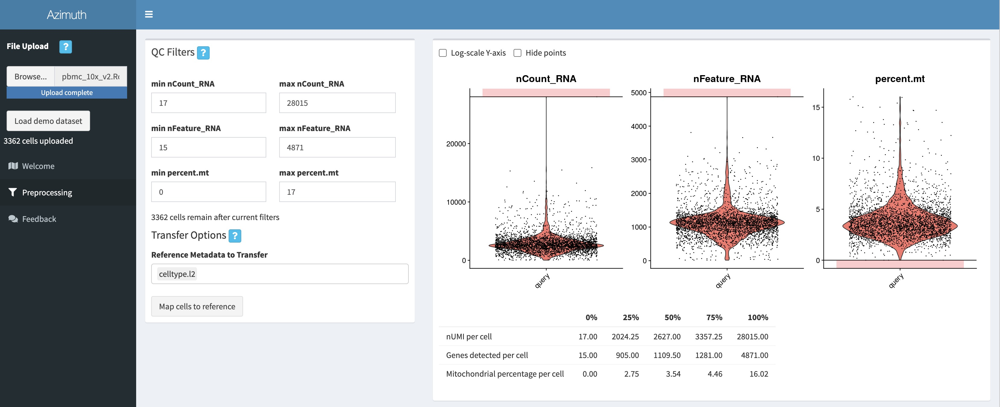 Azimuth
File Upload ?
Browse... pbmc_10x_v2.R
Upload complete
Load demo dataset
3362 cells uploaded
Welcome
Preprocessing
Feedback
QC Filters ?
min nCount_RNA max nCount_RNA
17 28015
min nFeature_RNA max nFeature_RNA
15 4871
min percent.mt max percent.mt
0 17
3362 cells remain after current filters
Transfer Options ?
Reference Metadata to Transfer
celltype.l2
Map cells to reference
Log-scale Y-axis Hide points
nCount_RNA
20000
10000
0
query
nFeature_RNA
5000
4000
3000
2000
1000
0
query
percent.mt
15
10
5
0
query
0% 25% 50% 75% 100%
nUMI per cell 17.00 2024.25 2627.00 3357.25 28015.00
Genes detected per cell 15.00 905.00 1109.50 1281.00 4871.00
Mitochondrial percentage per cell 0.00 2.75 3.54 4.46 16.02